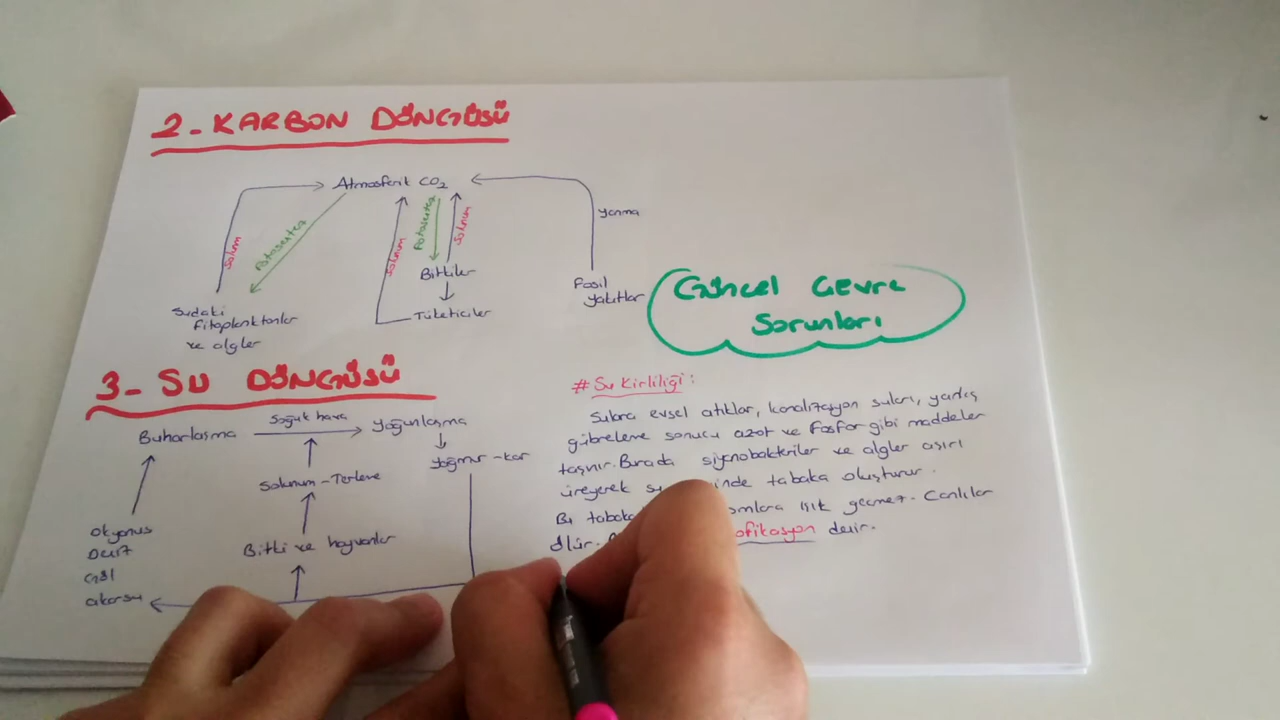 2- KARBON DÖNGÜSÜ
Atmosferik CO2
Solunum
Fotosentez
Solunum
Fotosentez
Solunum
Yanma
Bitkiler
Tüketiciler
Fosil
yakıtlar
Sudaki
fitoplanktonlar
ve algler
3- SU DÖNGÜSÜ
Soğuk hava
Buharlaşma
Yoğunlaşma
Yağmur - kar
Solunum - Terleme
Bitki ve hayvanlar
Okyanus
Deniz
Göl
akarsu
Güncel Çevre
Sorunları
# Su Kirliliği:
Sulara evsel atıklar, kanalizasyon suları, yanlış
gübreleme sonucu azot ve fosfor gibi maddeler
taşınır. Burada siyanobakteriler ve algler aşırı
üreyerek tabaka oluşturur.
Bu ışık geçmez. Canlılar
ölür. ofikasyon denir.